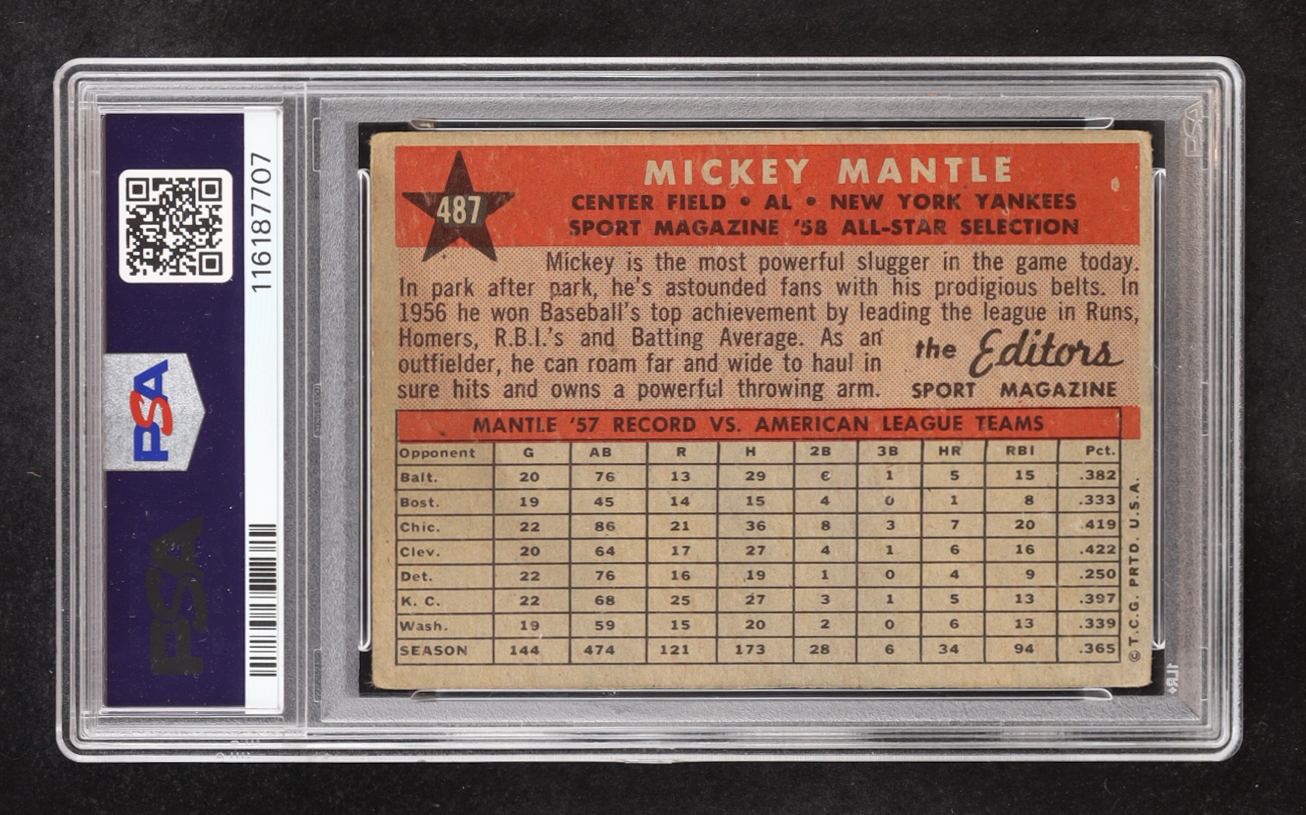 116187707
PSA
PSA
487
MICKEY MANTLE
CENTER FIELD • AL • NEW YORK YANKEES
SPORT MAGAZINE '58 ALL-STAR SELECTION
Mickey is the most powerful slugger in the game today.
In park after park, he's astounded fans with his prodigious belts. In
1956 he won Baseball's top achievement by leading the league in Runs,
Homers, R.B.I.'s and Batting Average. As an
outfielder, he can roam far and wide to haul in
sure hits and owns a powerful throwing arm.
the Editors
SPORT MAGAZINE
MANTLE '57 RECORD VS. AMERICAN LEAGUE TEAMS
Opponent G AB R H 2B 3B HR RBI Pct.
Balt. 20 76 13 29 6 1 5 15 .382
Bost. 19 45 14 15 4 0 1 8 .333
Chic. 22 86 21 36 8 3 7 20 .419
Clev. 20 64 17 27 4 1 6 16 .422
Det. 22 76 16 19 1 0 4 9 .250
K. C. 22 68 25 27 3 1 5 13 .397
Wash. 19 59 15 20 2 0 6 13 .339
SEASON 144 474 121 173 28 6 34 94 .365
© T.C.G. PRTD. U.S.A.
PSA